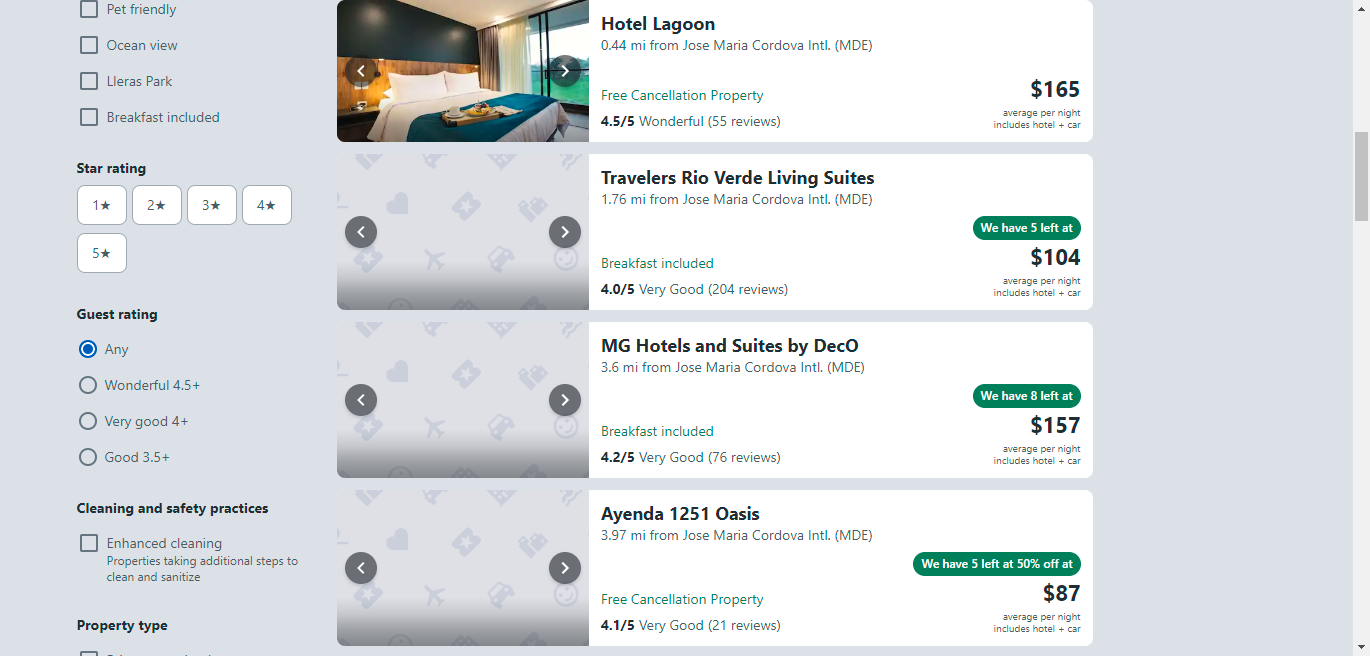 Pet friendly
Ocean view
Lleras Park
Breakfast included
Star rating
1★ 2★ 3★ 4★
5★
Guest rating
Any
Wonderful 4.5+
Very good 4+
Good 3.5+
Cleaning and safety practices
Enhanced cleaning
Properties taking additional steps to
clean and sanitize
Property type
Hotel Lagoon
0.44 mi from Jose Maria Cordova Intl. (MDE)
Free Cancellation Property
4.5/5 Wonderful (55 reviews)
$165
average per night
includes hotel + car
Travelers Rio Verde Living Suites
1.76 mi from Jose Maria Cordova Intl. (MDE)
Breakfast included
4.0/5 Very Good (204 reviews)
We have 5 left at
$104
average per night
includes hotel + car
MG Hotels and Suites by DecO
3.6 mi from Jose Maria Cordova Intl. (MDE)
Breakfast included
4.2/5 Very Good (76 reviews)
We have 8 left at
$157
average per night
includes hotel + car
Ayenda 1251 Oasis
3.97 mi from Jose Maria Cordova Intl. (MDE)
Free Cancellation Property
4.1/5 Very Good (21 reviews)
We have 5 left at 50% off at
$87
average per night
includes hotel + car